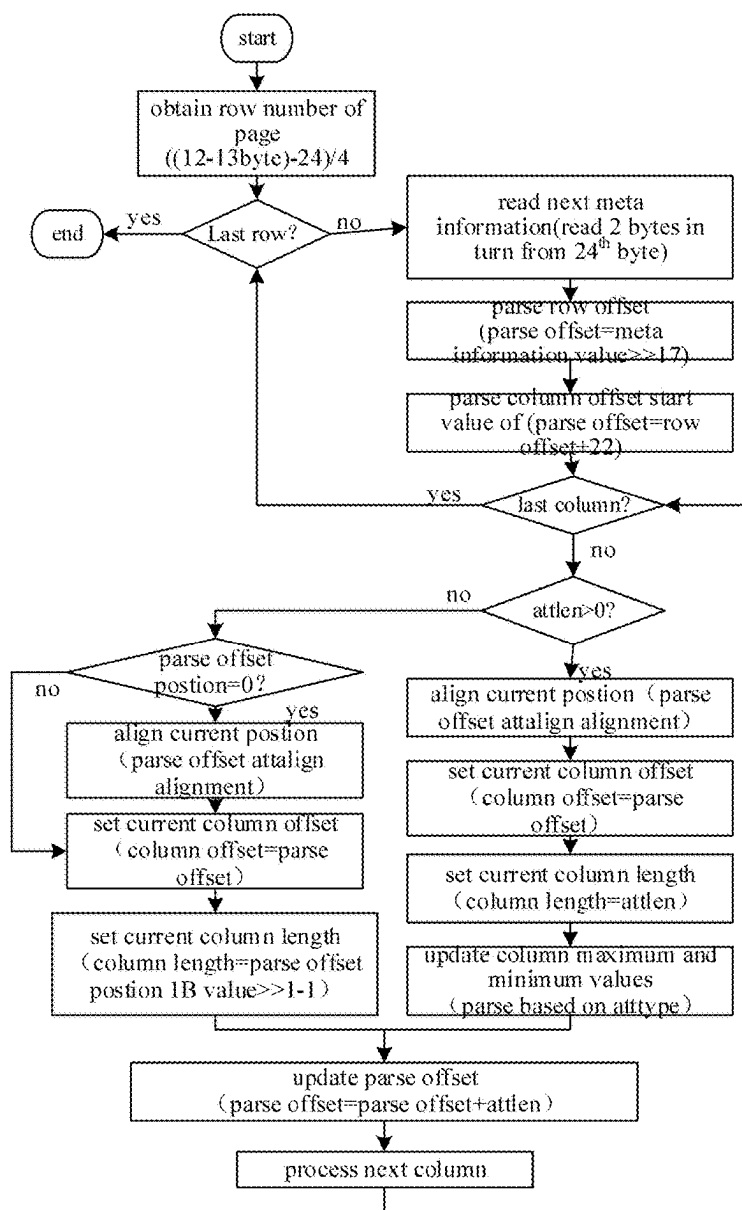 start
obtain row number of
page
((12-13byte)-24)/4
Last row?
yes
end
no
read next meta
information(read 2 bytes in
turn from 24th byte)
parse row offset
(parse offset=meta
information value>>17)
parse column offset start
value of (parse offset=row
offset+22)
last column?
yes
no
attlen>0?
no
yes
parse offset
postion=0?
no
yes
align current postion（parse
offset attalign alignment）
align current postion
（parse offset attalign
alignment）
set current column offset
（column offset=parse
offset）
set current column offset
（column offset=parse
offset）
set current column length
（column length=attlen）
set current column length
（column length=parse offset
postion 1B value>>1-1）
update column maximum and
minimum values
（parse based on atttype）
update parse offset
（parse offset=parse offset+attlen）
process next column